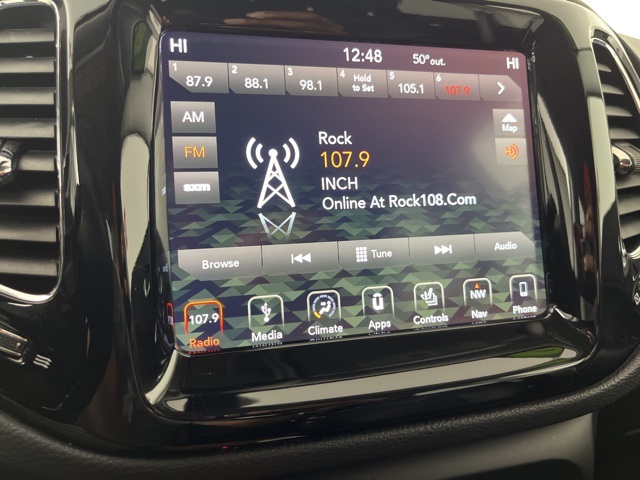 HI 12:48 50° out. HI
1 87.9 2 88.1 3 98.1 4 Hold to Set 5 105.1 6 107.9
AM
FM
sxm
Map
Rock
107.9
INCH
Online At Rock108.Com
Browse Tune Audio
107.9 NW
Radio Media Climate Apps Controls Nav Phone